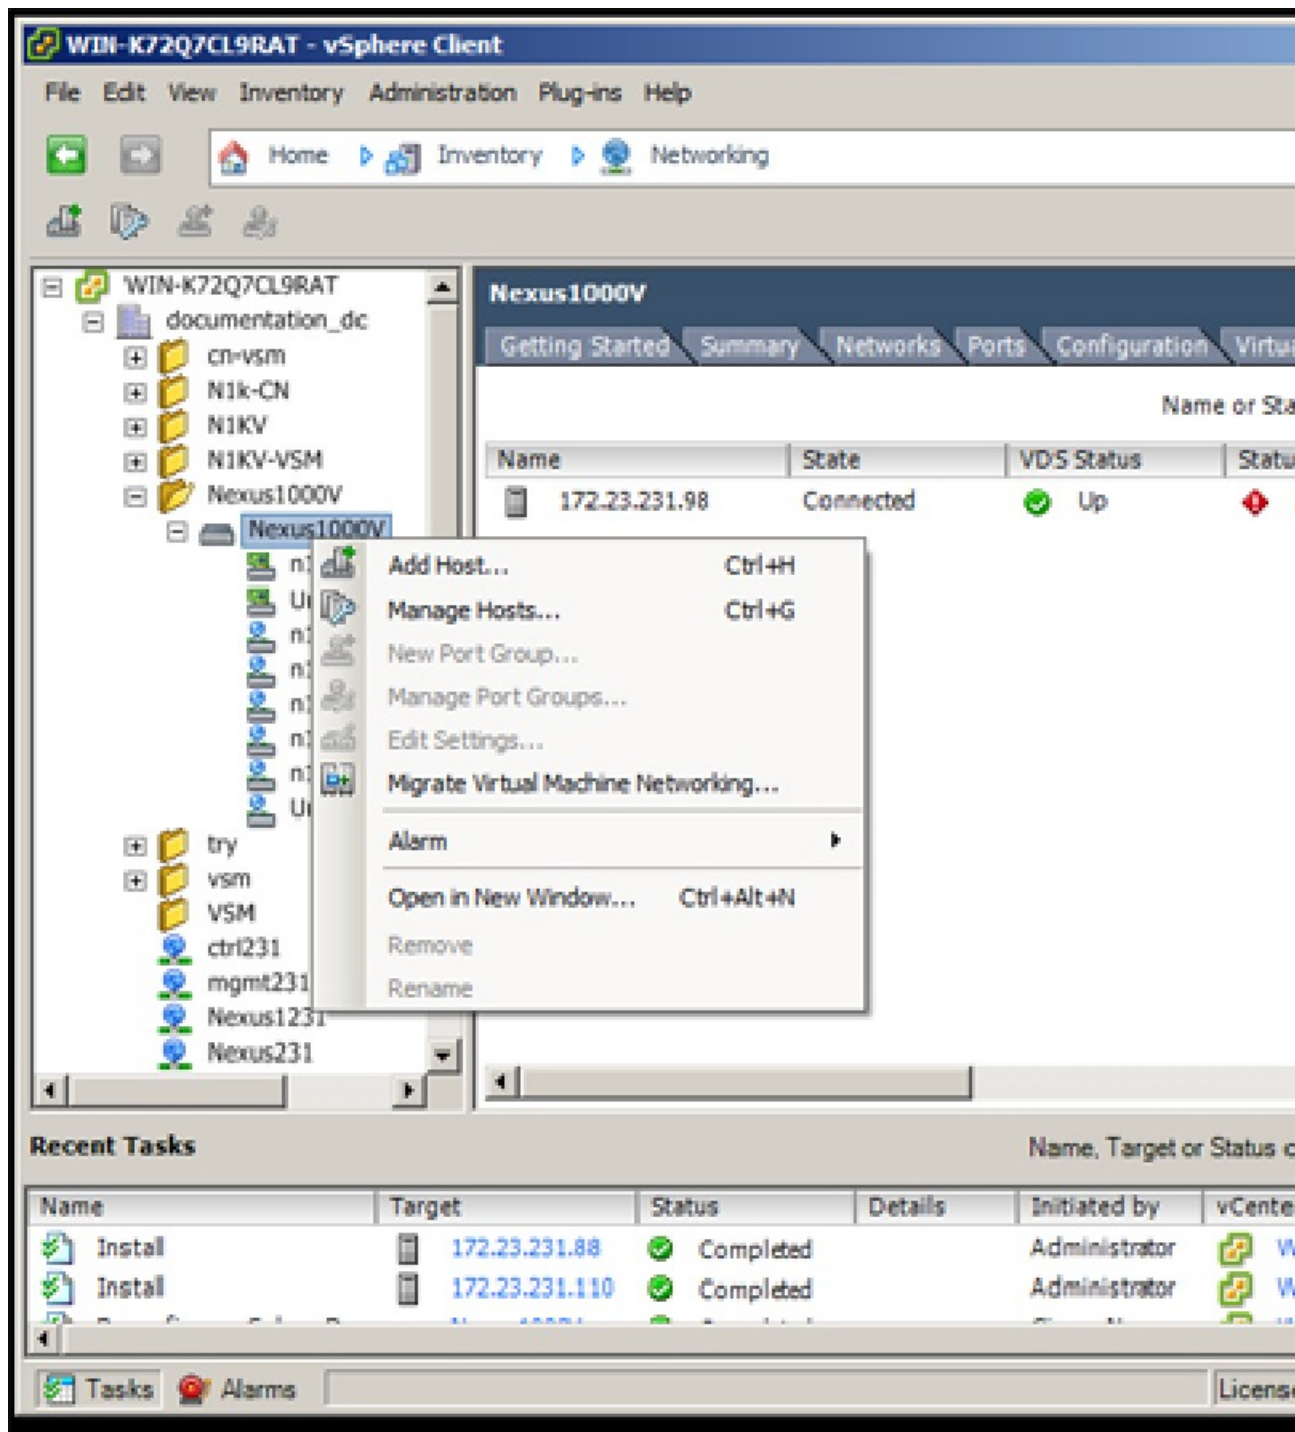 WIN-K72Q7CL9RAT - vSphere Client
File Edit View Inventory Administration Plug-ins Help
Home Inventory Networking
WIN-K72Q7CL9RAT
documentation_dc
cn-vsm
N1k-CN
N1KV
N1KV-VSM
Nexus1000V
Nexus1000V
try
vsm
VSM
ctrl231
mgmt231
Nexus1231
Nexus231
Nexus1000V
Getting Started Summary Networks Ports Configuration
Name or
Name State VDS Status
172.23.231.98 Connected Up
Add Host... Ctrl+H
Manage Hosts... Ctrl+G
New Port Group...
Manage Port Groups...
Edit Settings...
Migrate Virtual Machine Networking...
Alarm
Open in New Window... Ctrl+Alt+N
Remove
Rename
Recent Tasks
Name, Target or Status
Name Target Status Details Initiated by
Install 172.23.231.88 Completed Administrator
Install 172.23.231.110 Completed Administrator
Tasks Alarms